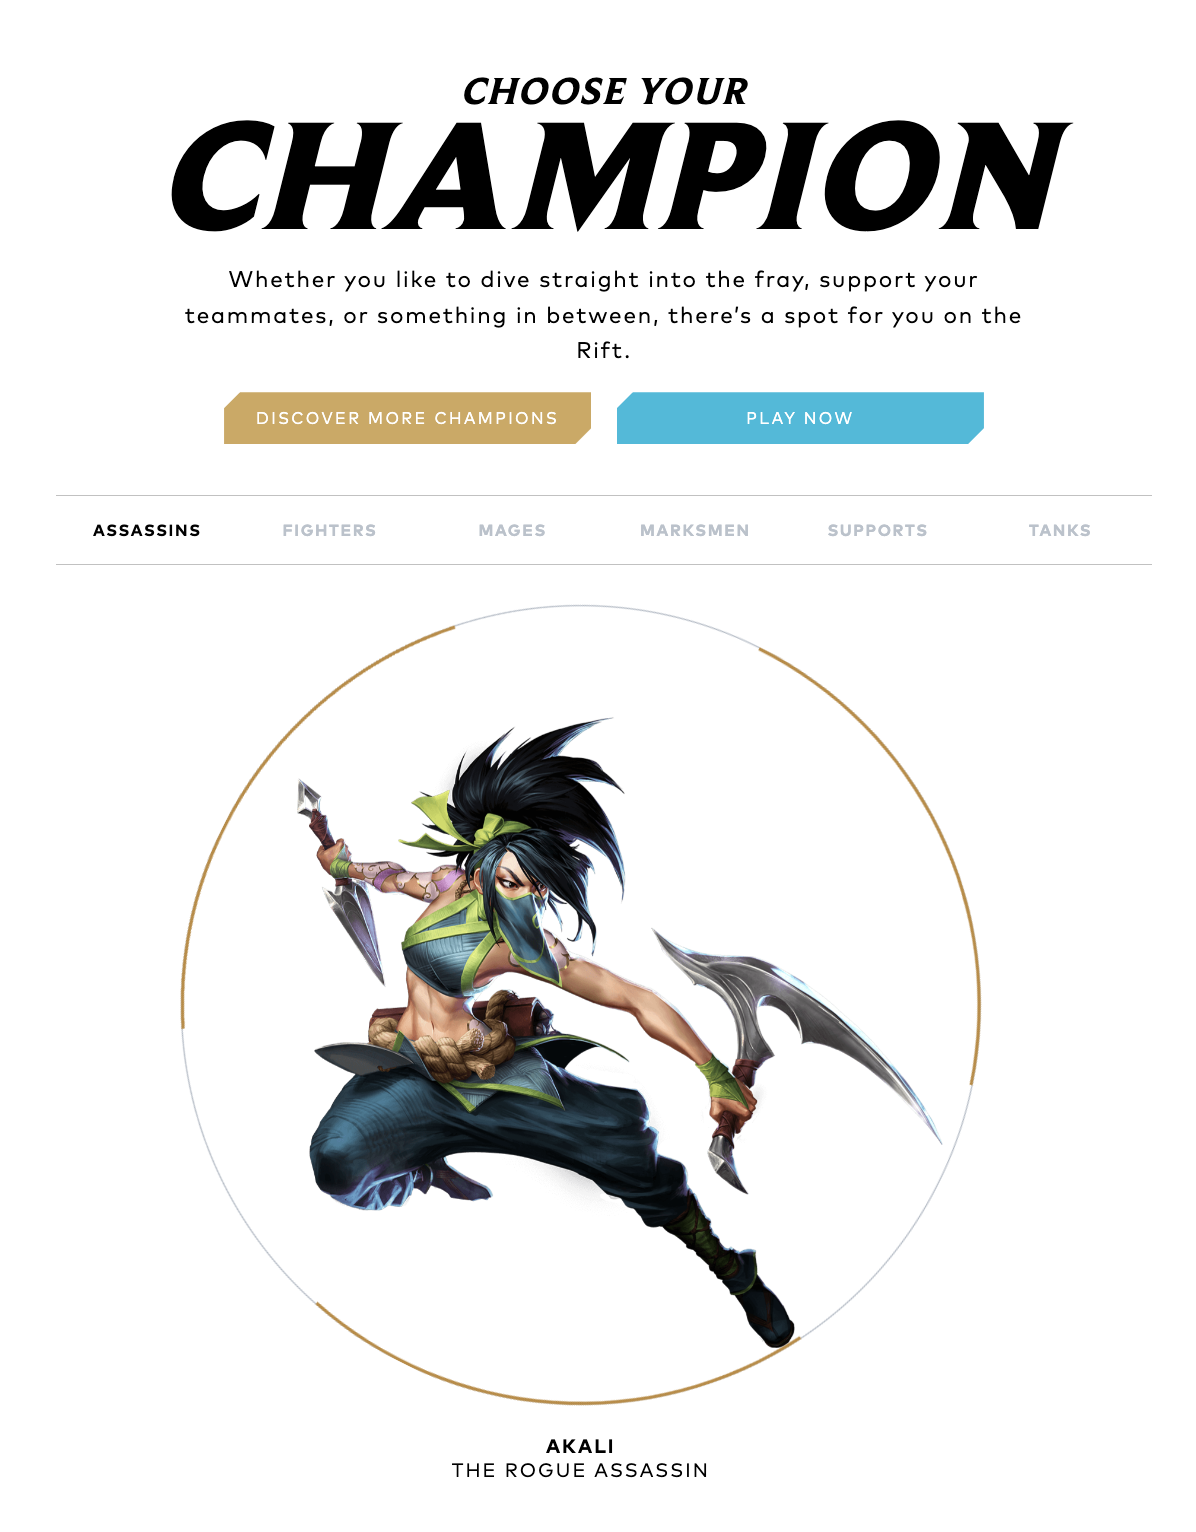 CHOOSE YOUR
CHAMPION
Whether you like to dive straight into the fray, support your
teammates, or something in between, there’s a spot for you on the
Rift.
DISCOVER MORE CHAMPIONS
PLAY NOW
ASSASSINS
FIGHTERS
MAGES
MARKSMEN
SUPPORTS
TANKS
AKALI
THE ROGUE ASSASSIN